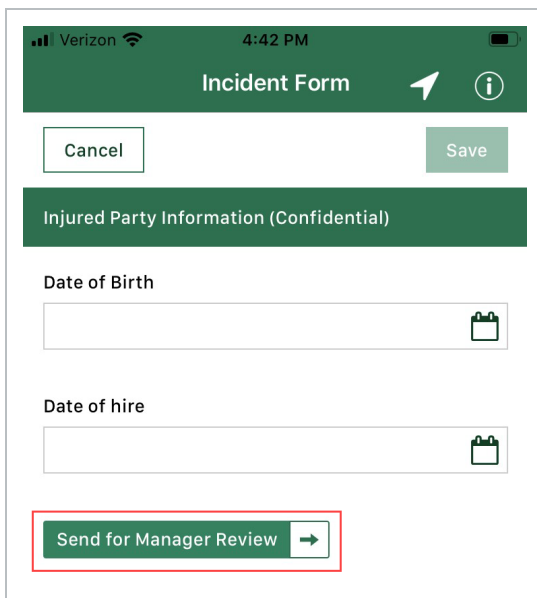 Verizon 4:42 PM
Incident Form
Cancel Save
Injured Party Information (Confidential)
Date of Birth
Date of hire
Send for Manager Review